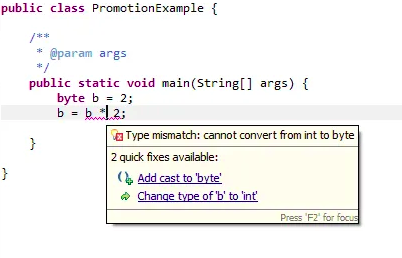 public class PromotionExample {
/**
* @param args
*/
public static void main(String[] args) {
byte b = 2;
b = b * 2;
}
}
Type mismatch: cannot convert from int to byte
2 quick fixes available:
Add cast to 'byte'
Change type of 'b' to 'int'
Press 'F2' for focus